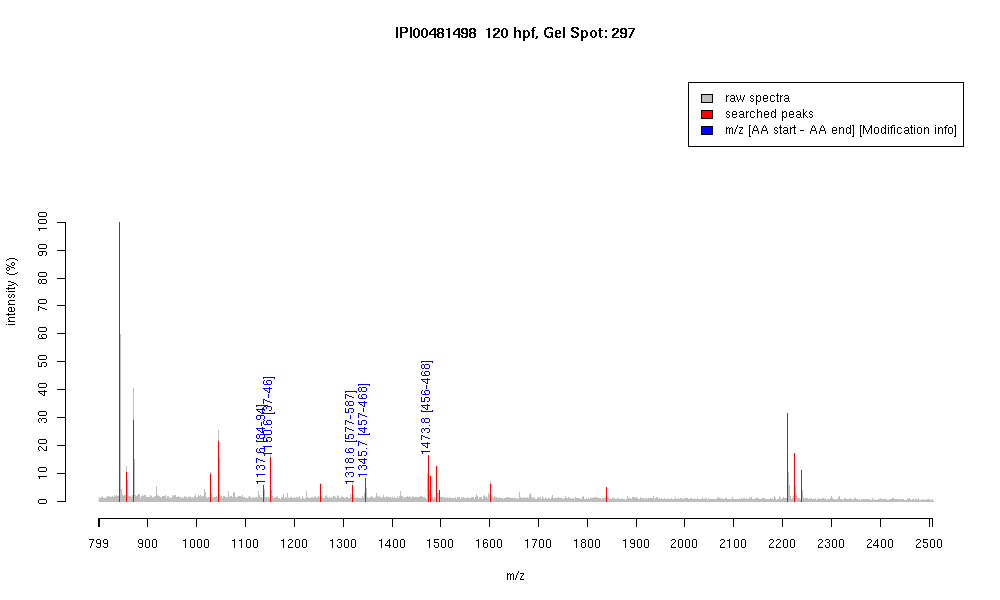 IPI00481498 120 hpf, Gel Spot: 297
raw spectra
searched peaks
m/z [AA start - AA end] [Modification info]
intensity (%)
100
90
80
70
60
50
40
30
20
10
0
1137.6 [84-94]
1150.6 [37-46]
1318.6 [577-587]
1345.7 [457-468]
1473.8 [456-468]
799 900 1000 1100 1200 1300 1400 1500 1600 1700 1800 1900 2000 2100 2200 2300 2400 2500
m/z